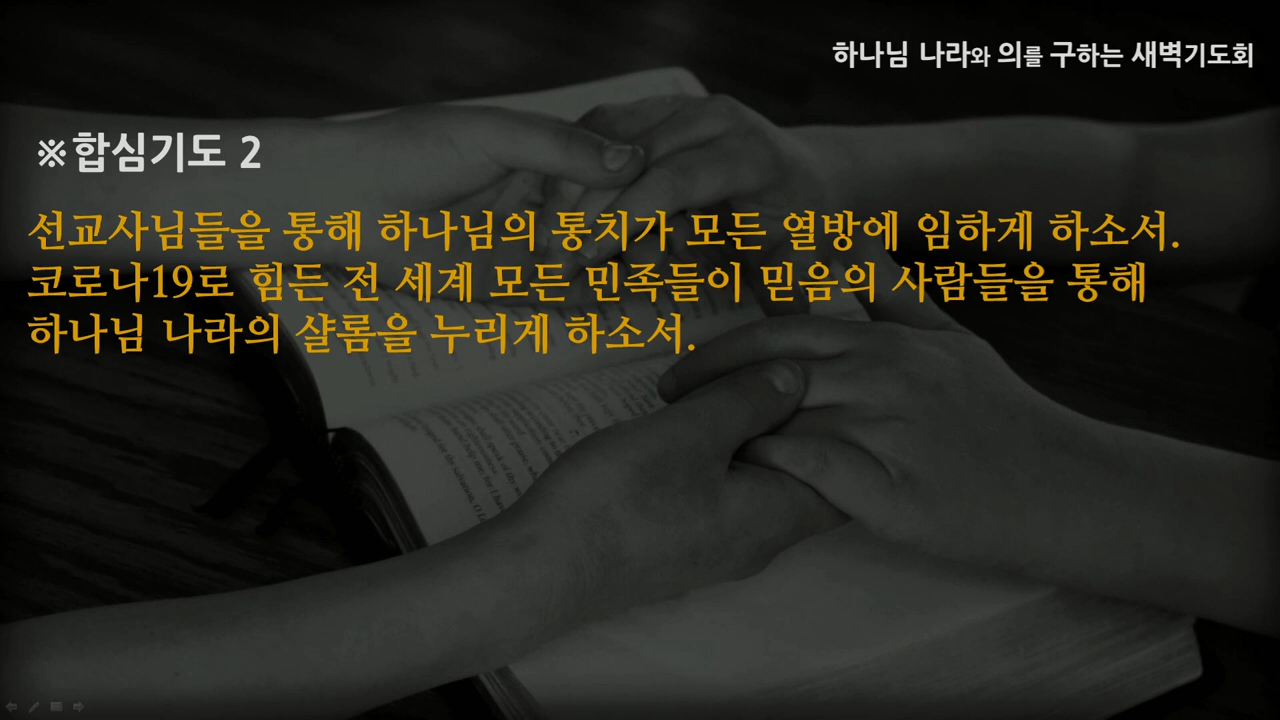 하나님 나라와 의를 구하는 새벽기도회
※합심기도 2
선교사님들을 통해 하나님의 통치가 모든 열방에 임하게 하소서.
코로나19로 힘든 전 세계 모든 민족들이 믿음의 사람들을 통해
하나님 나라의 샬롬을 누리게 하소서.